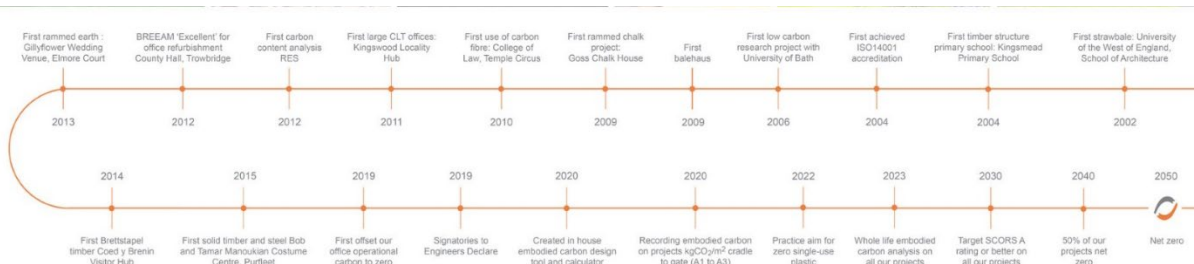 First rammed earth :
Gillyflower Wedding
Venue, Elmore Court
2013
BREEAM 'Excellent' for
office refurbishment
County Hall, Trowbridge
2012
First carbon
content analysis
RES
2012
First large CLT offices:
Kingswood Locality
Hub
2011
First use of carbon
fibre: College of
Law, Temple Circus
2010
First rammed chalk
project:
Goss Chalk House
2009
First
balehaus
2009
First low carbon
research project with
University of Bath
2006
First achieved
ISO14001
accreditation
2004
First timber structure
primary school: Kingsmead
Primary School
2004
First strawbale: University
of the West of England,
School of Architecture
2002
2014
First Brettstapel
timber Coed y Brenin
Visitor Hub
2015
First solid timber and steel Bob
and Tamar Manoukian Costume
Centre, Purfleet
2019
First offset our
office operational
carbon to zero
2019
Signatories to
Engineers Declare
2020
Created in house
embodied carbon design
tool and calculator
2020
Recording embodied carbon
on projects kgCO₂/m² cradle
to gate (A1 to A3)
2022
Practice aim for
zero single-use
plastic
2023
Whole life embodied
carbon analysis on
all our projects
2030
Target SCORS A
rating or better on
all our projects
2040
50% of our
projects net
zero
2050
Net zero